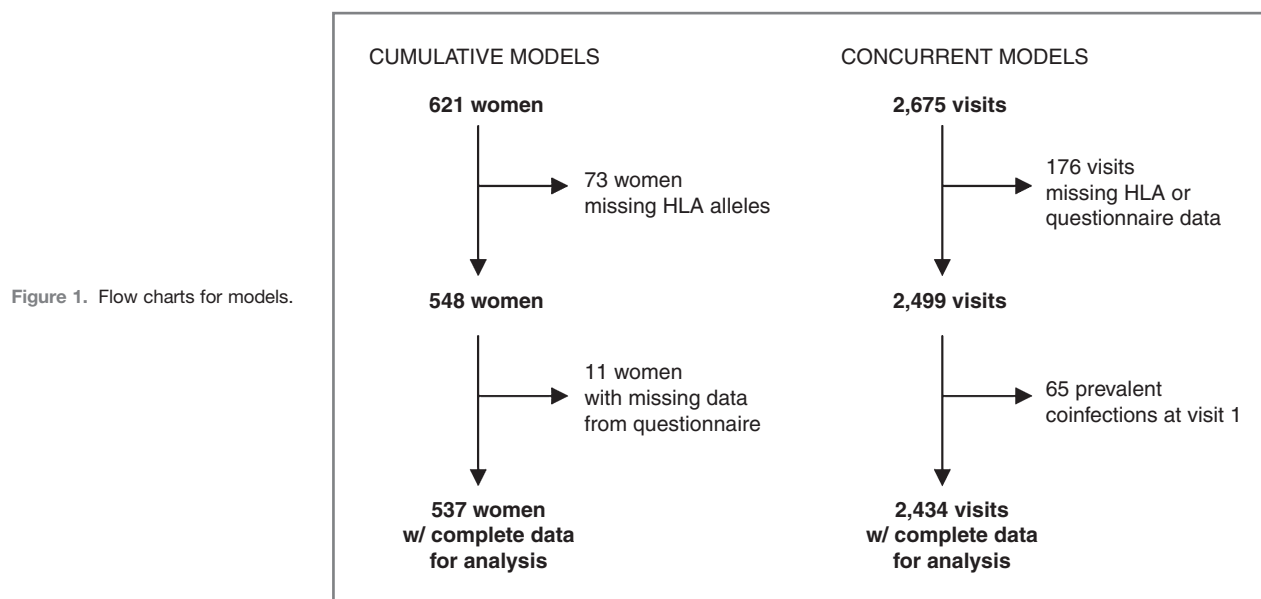 Figure 1. Flow charts for models.
CUMULATIVE MODELS
621 women
73 women
missing HLA alleles
548 women
11 women
with missing data
from questionnaire
537 women
w/ complete data
for analysis
CONCURRENT MODELS
2,675 visits
176 visits
missing HLA or
questionnaire data
2,499 visits
65 prevalent
coinfections at visit 1
2,434 visits
w/ complete data
for analysis